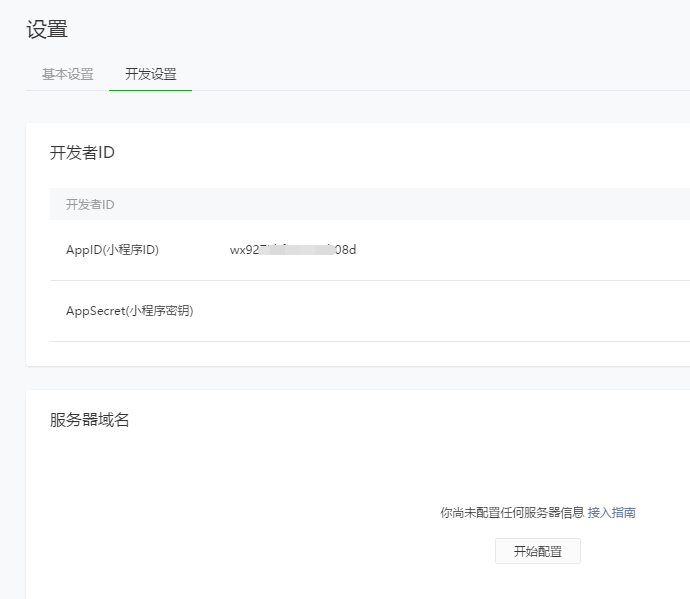 设置
基本设置 开发设置
开发者ID
开发者ID
AppID(小程序ID) wx92 08d
AppSecret(小程序密钥)
服务器域名
你尚未配置任何服务器信息 接入指南
开始配置